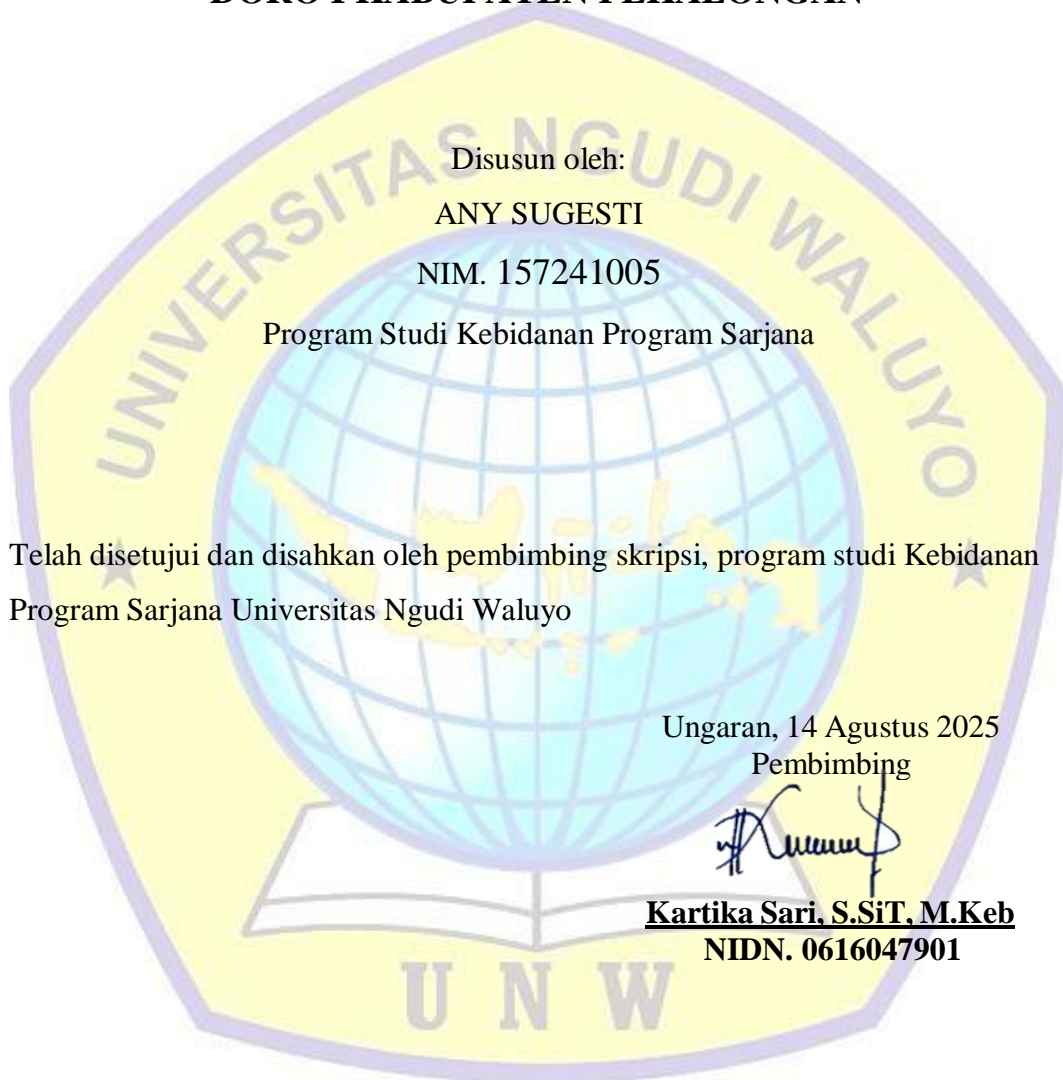 UNIVERSITAS NGUDI WALUYO
Disusun oleh:
ANY SUGESTI
NIM. 157241005
Program Studi Kebidanan Program Sarjana
Telah disetujui dan disahkan oleh pembimbing skripsi, program studi Kebidanan
Program Sarjana Universitas Ngudi Waluyo
Ungaran, 14 Agustus 2025
Pembimbing
Kartika Sari, S.SiT, M.Keb
NIDN. 0616047901
UNW